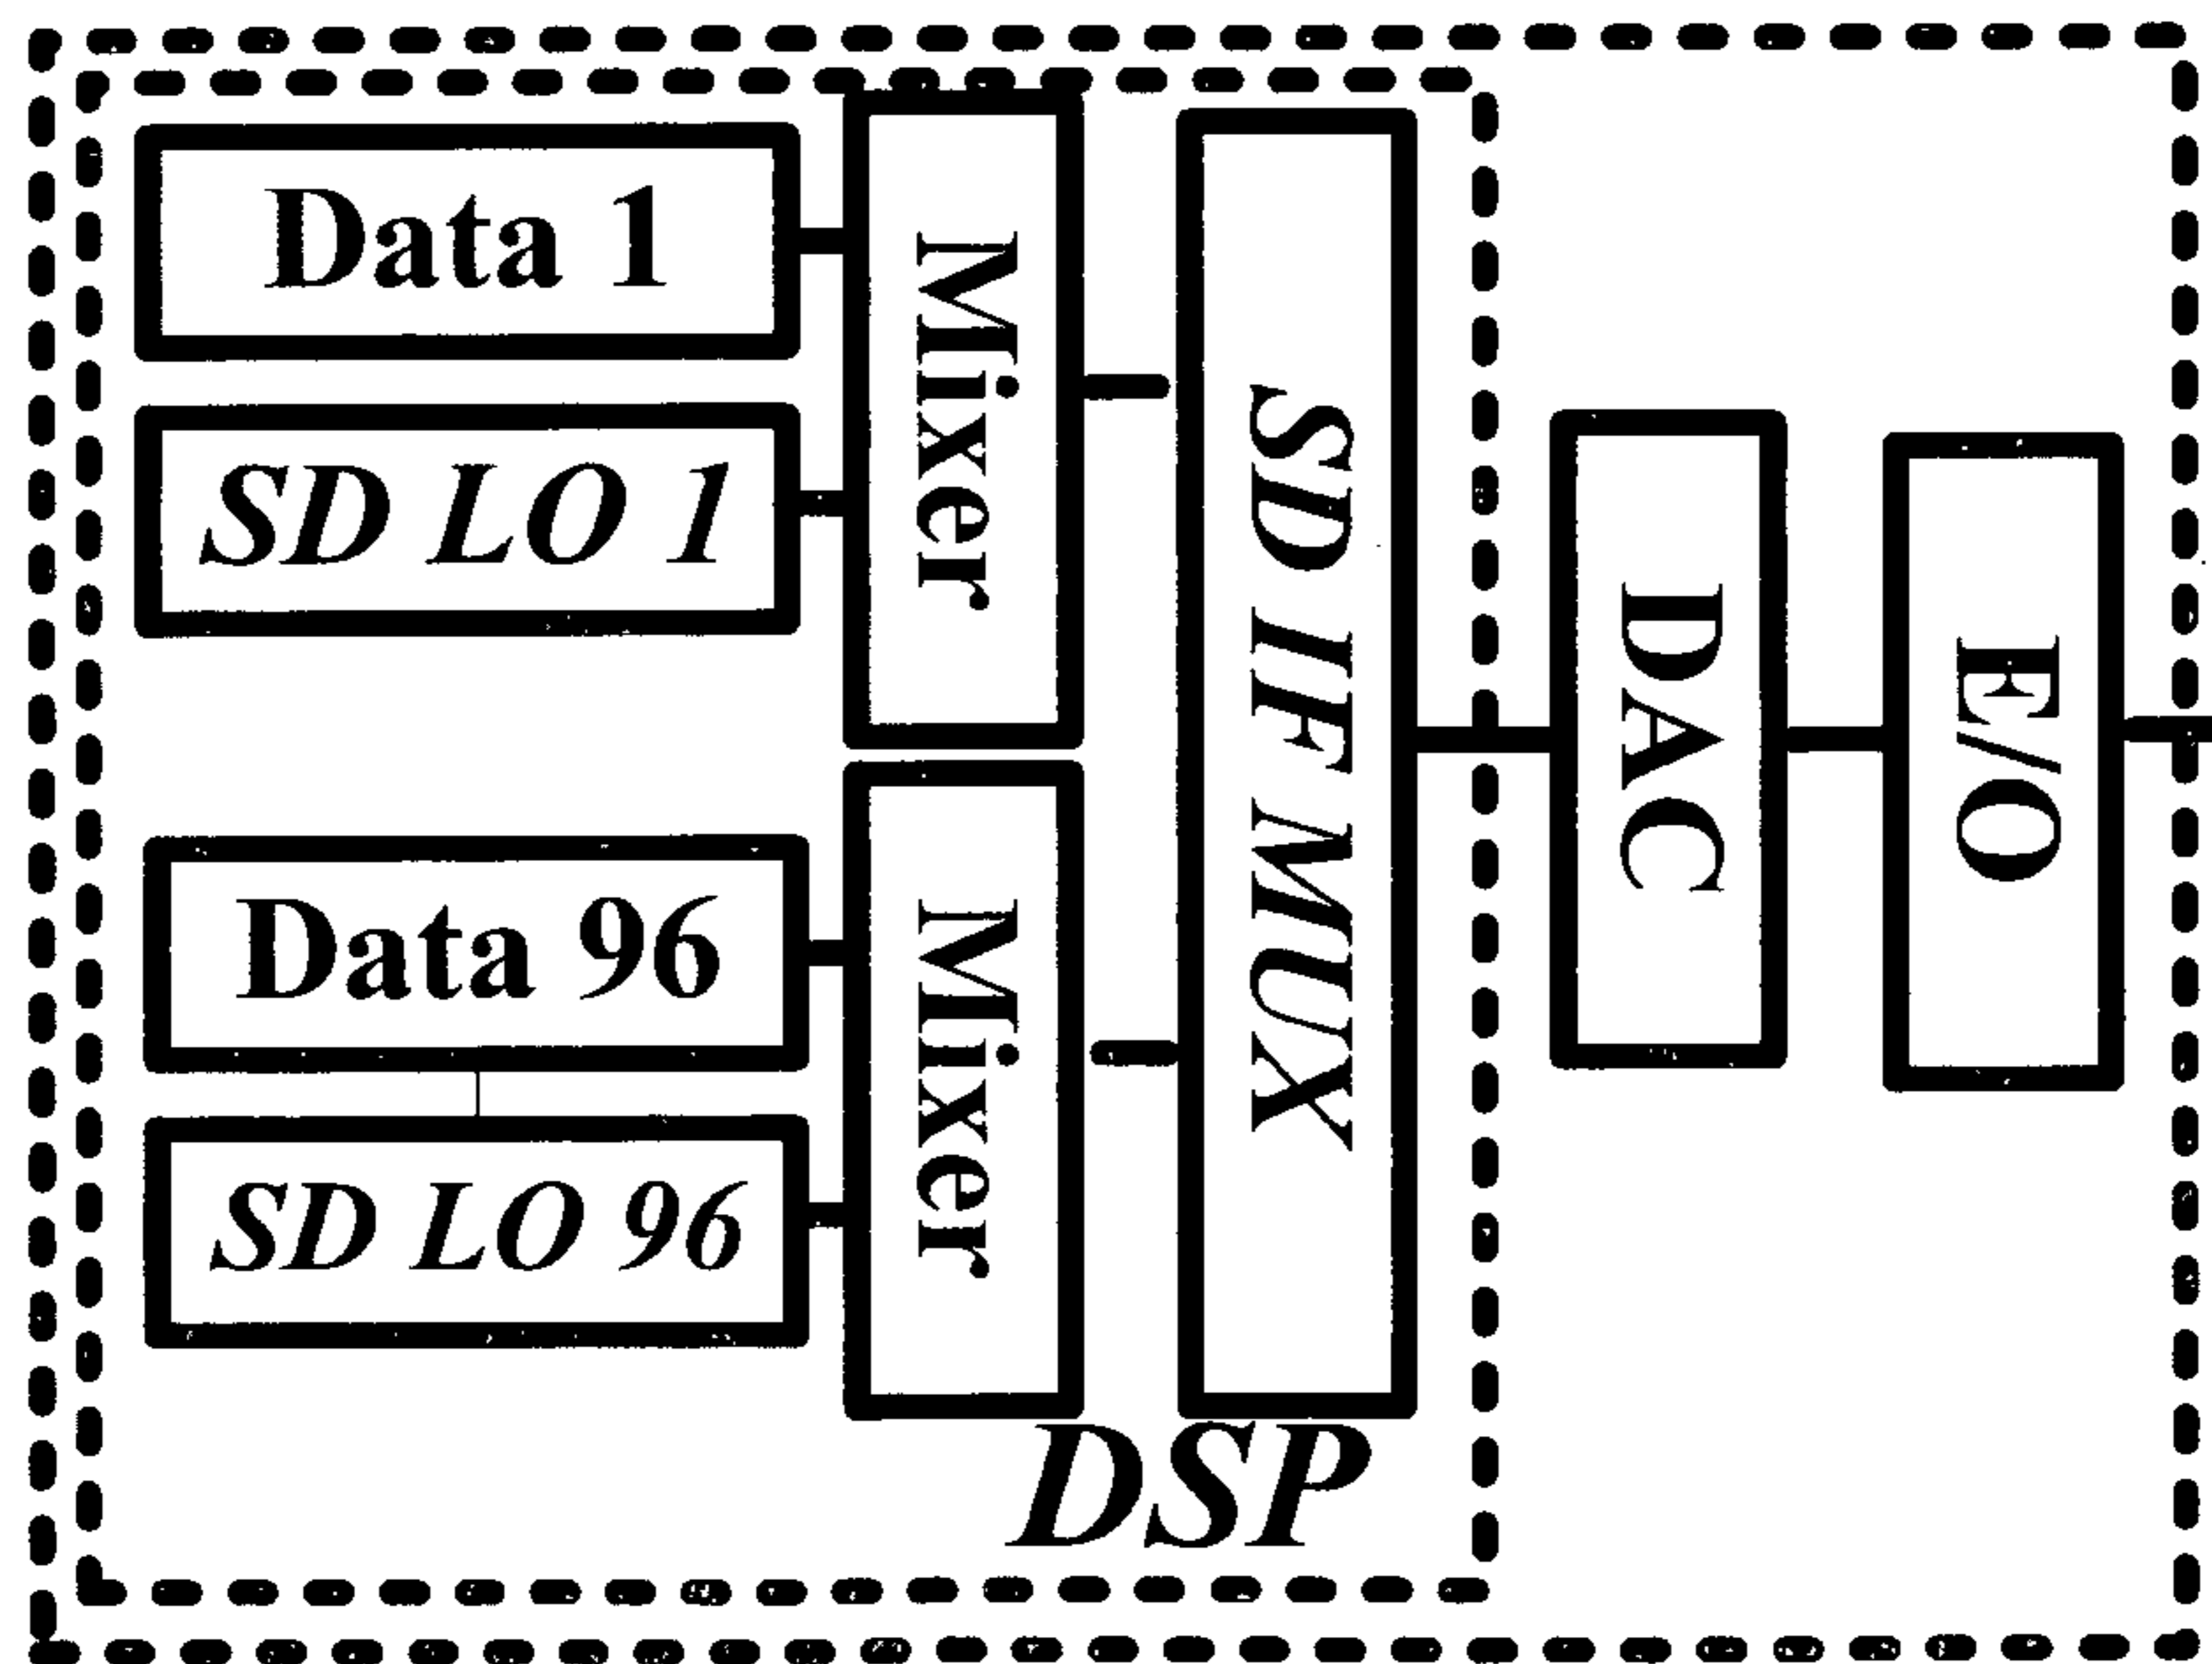 Data 1
SD LO 1
Mixer
Data 96
SD LO 96
Mixer
SD IF MUX
DSP
DAC
E/O